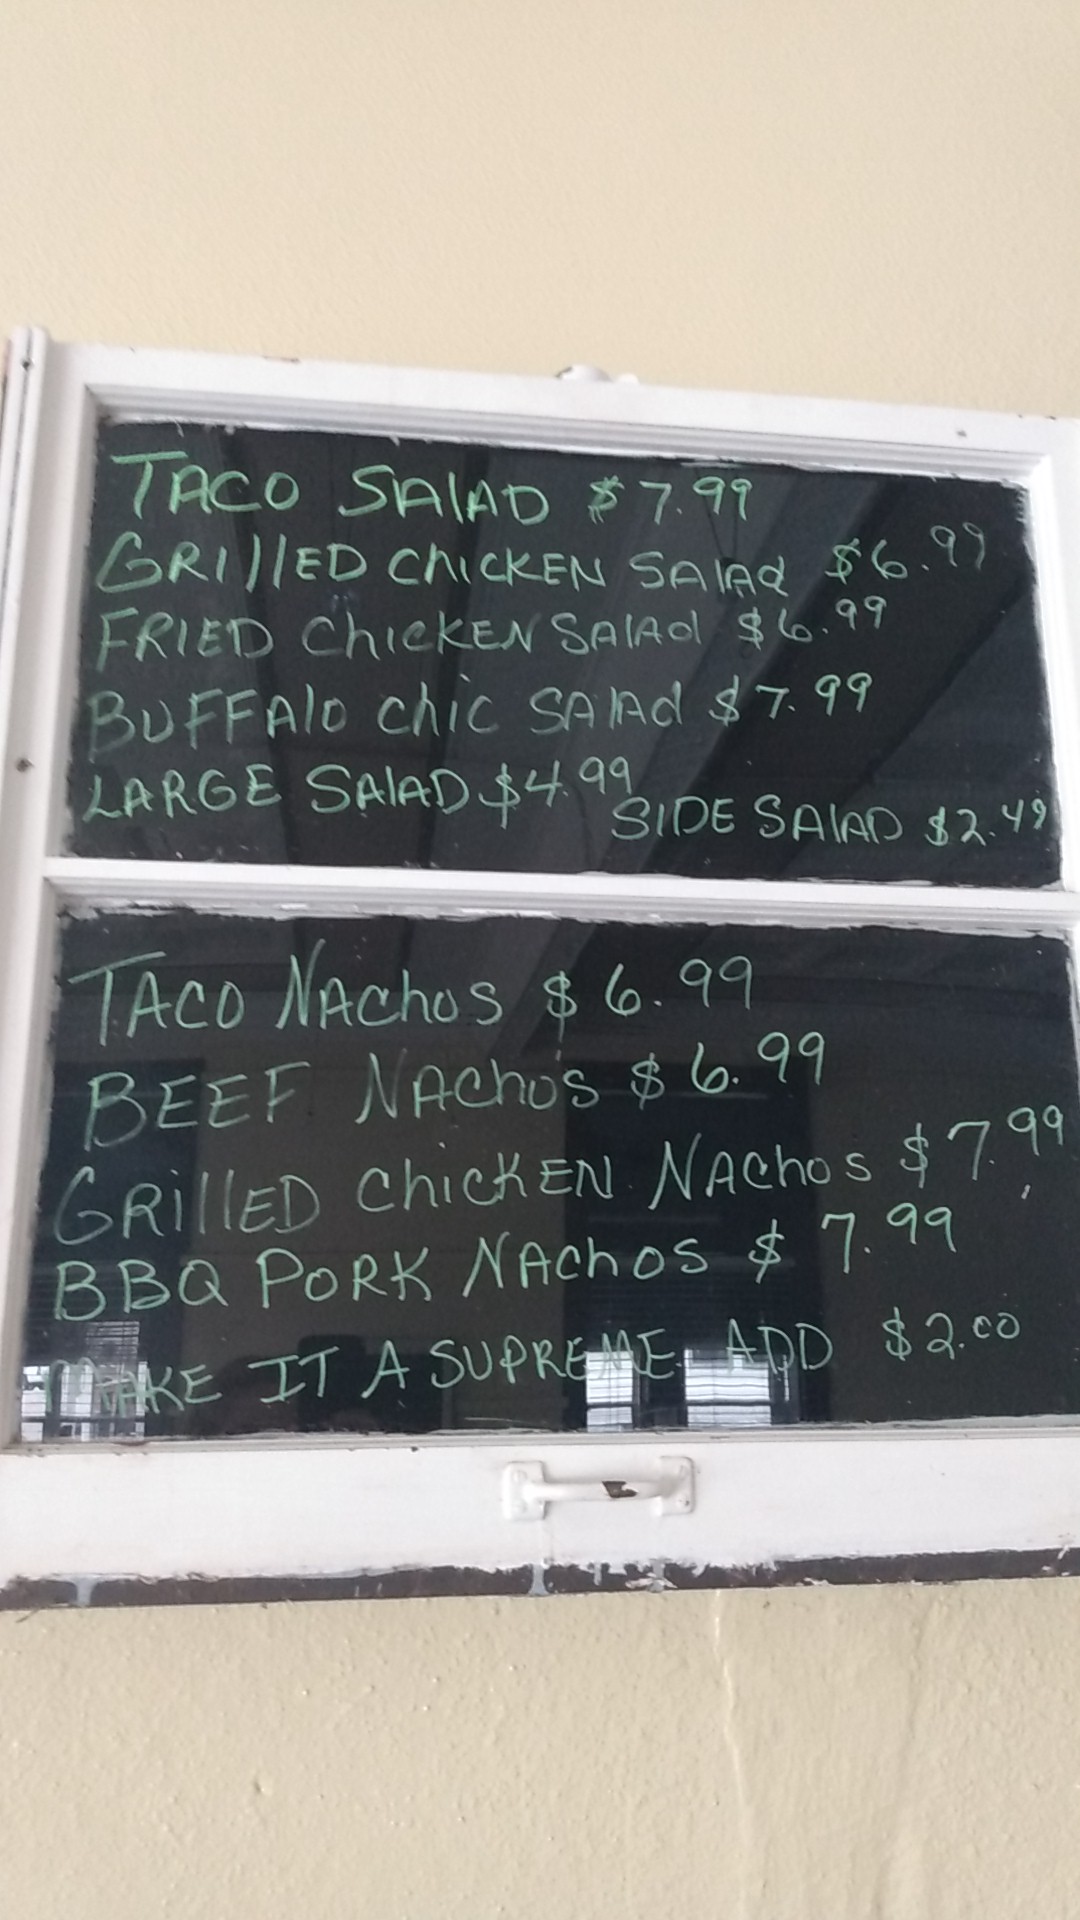 TACO SALAD $7.99
GRILLED CHICKEN SALAD $6.99
FRIED CHICKEN SALAD $6.99
BUFFALO CHIC SALAD $7.99
LARGE SALAD $4.99
SIDE SALAD $2.49
TACO NACHOS $6.99
BEEF NACHOS $6.99
GRILLED CHICKEN NACHOS $7.99
BBQ PORK NACHOS $7.99
MAKE IT A SUPREME ADD $2.00